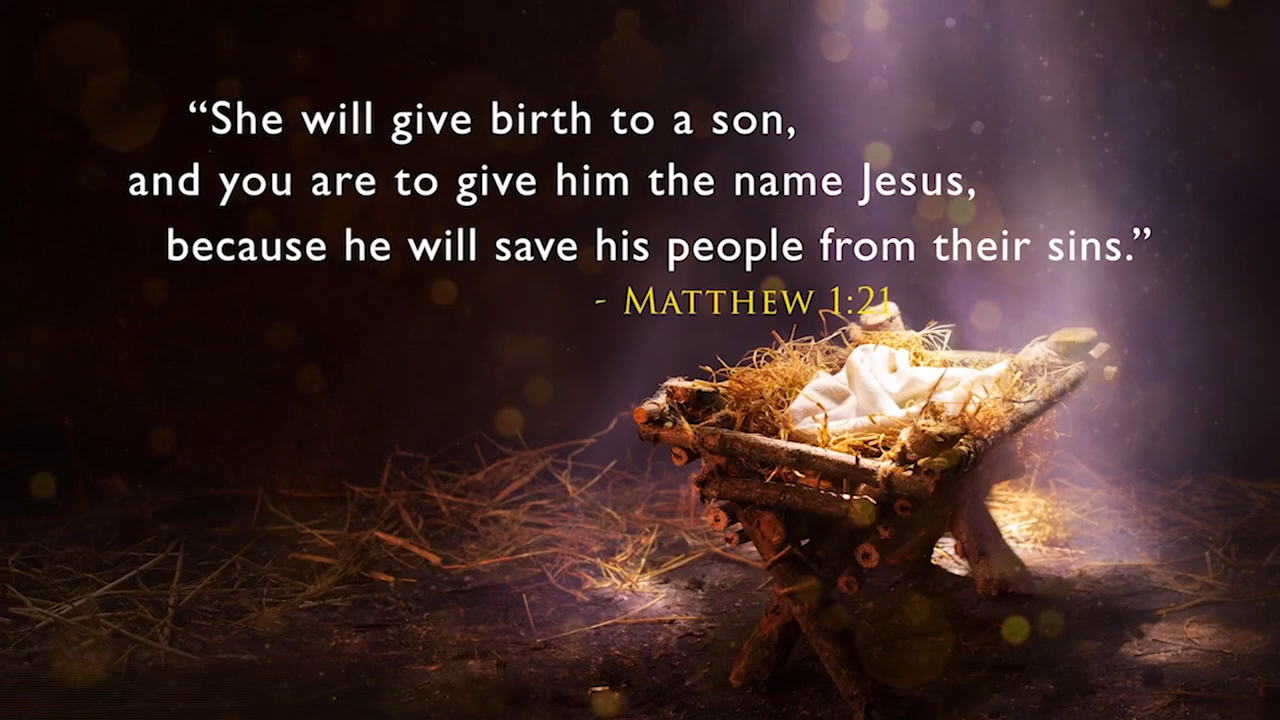 “She will give birth to a son,
and you are to give him the name Jesus,
because he will save his people from their sins.”
- Matthew 1:21